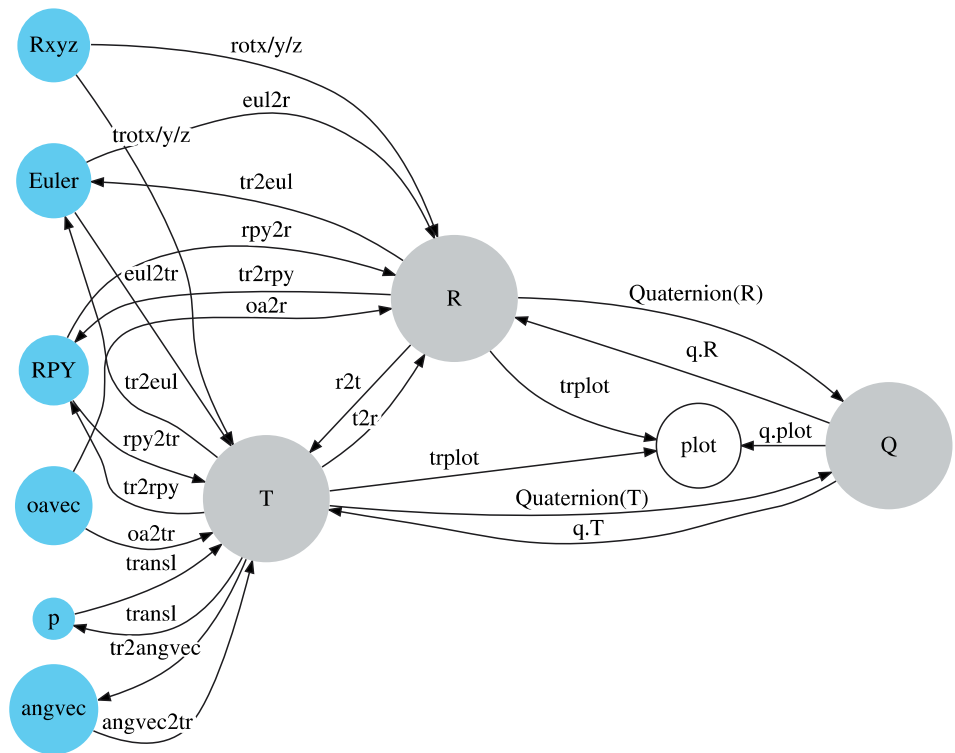 Rxyz
rotx/y/z
eul2r
trotx/y/z
Euler
tr2eul
rpy2r
eul2tr
tr2rpy
oa2r
R
Quaternion(R)
q.R
RPY
tr2eul
r2t
trplot
t2r
rpy2tr
trplot
plot
q.plot
Q
tr2rpy
T
Quaternion(T)
oavec
q.T
oa2tr
transl
p
transl
tr2angvec
angvec
angvec2tr